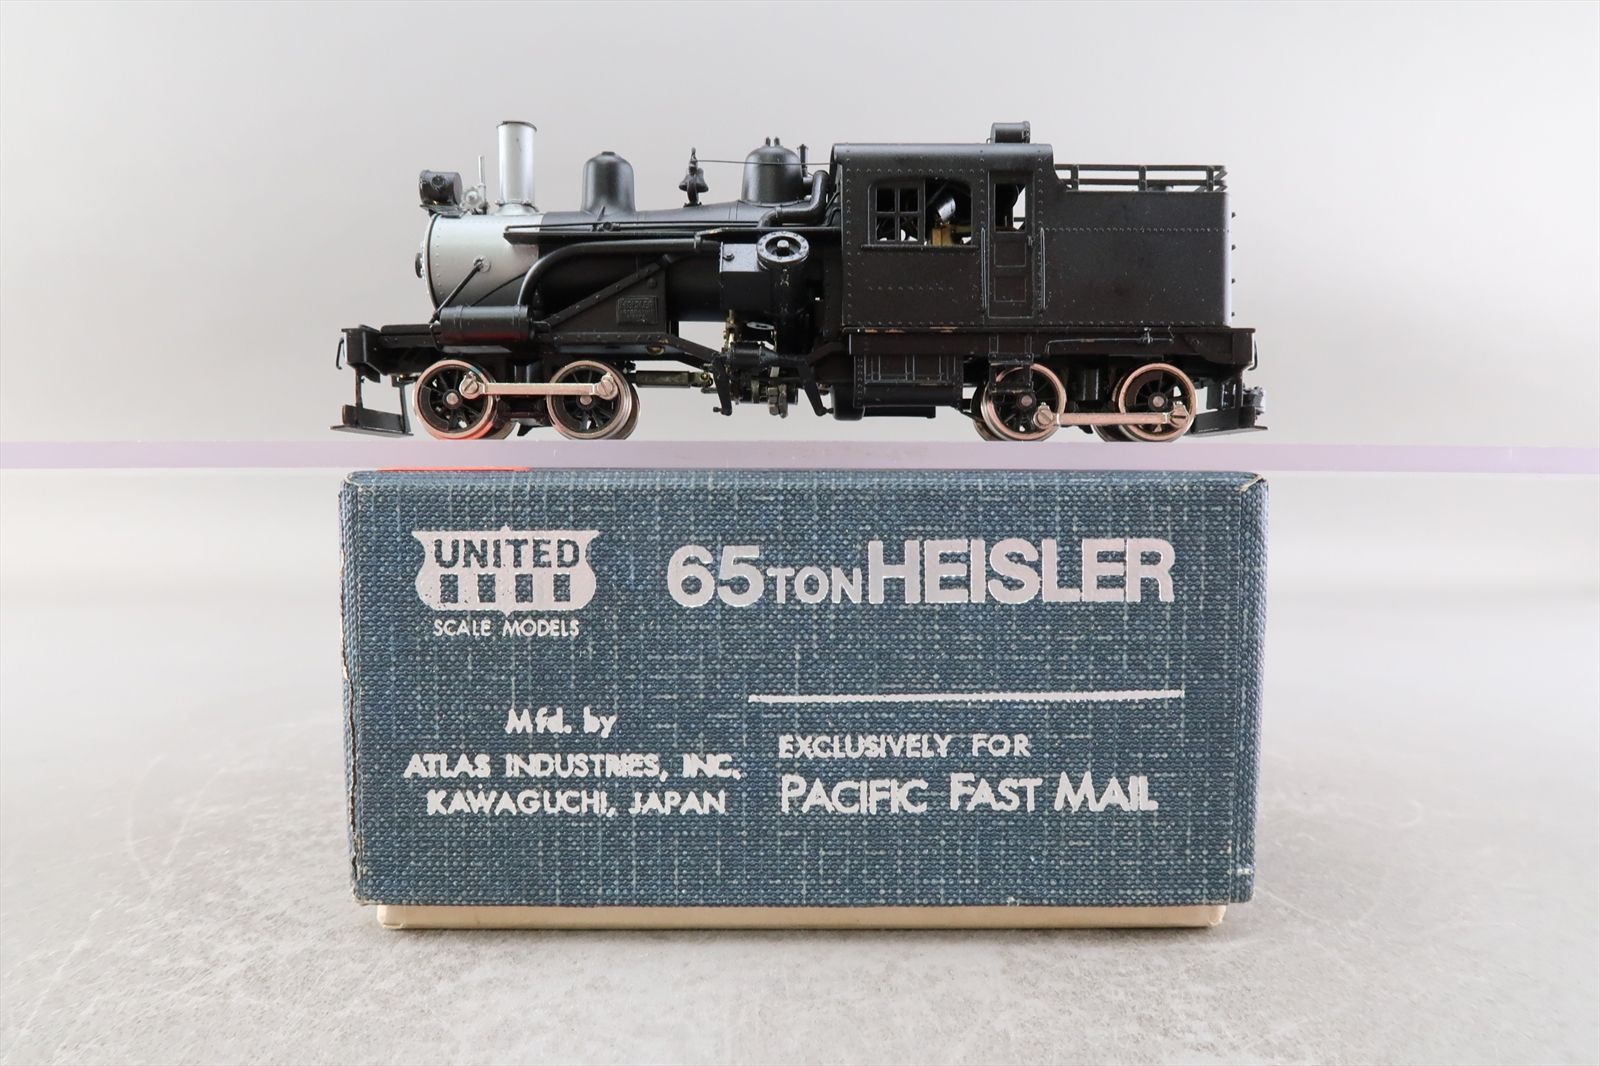 UNITED
SCALE MODELS
65 TON HEISLER
Mfd. by
ATLAS INDUSTRIES, INC.
KAWAGUCHI, JAPAN
EXCLUSIVELY FOR
PACIFIC FAST MAIL